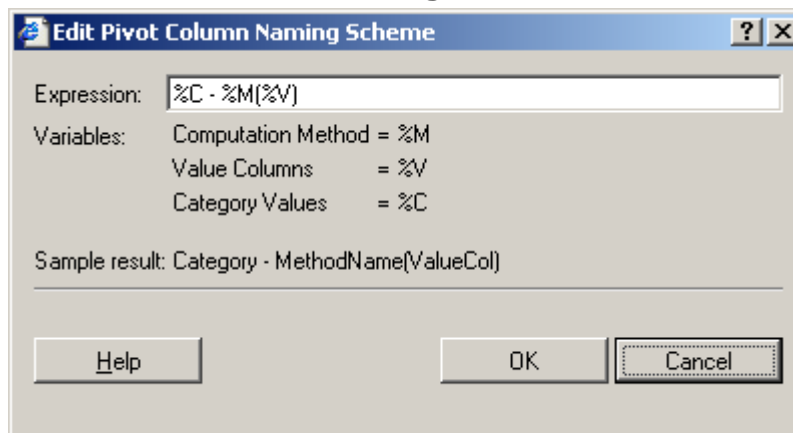 Edit Pivot Column Naming Scheme
Expression: %C - %M(%V)
Variables: Computation Method = %M
Value Columns = %V
Category Values = %C
Sample result: Category - MethodName(ValueCol)
Help OK Cancel